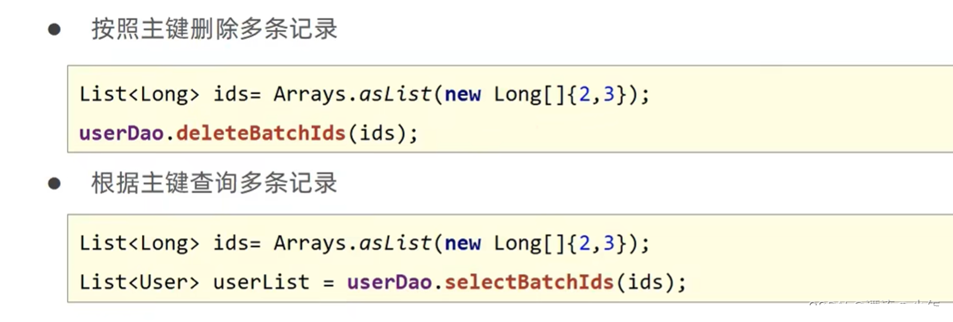 ● 按照主键删除多条记录
List<Long> ids= Arrays.asList(new Long[]{2,3});
userDao.deleteBatchIds(ids);
● 根据主键查询多条记录
List<Long> ids= Arrays.asList(new Long[]{2,3});
List<User> userList = userDao.selectBatchIds(ids);